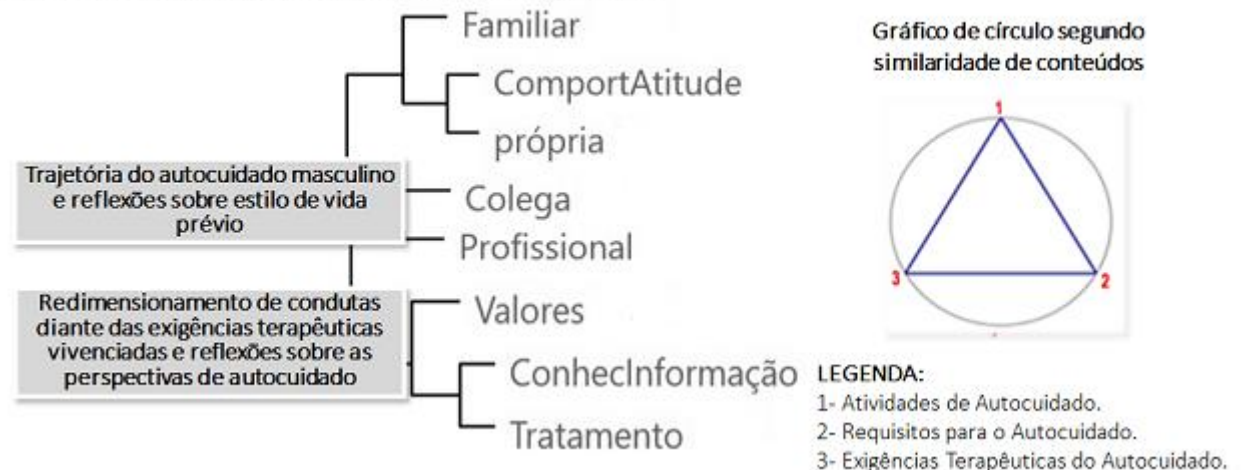 Familiar
ComportAtitude
própria
Trajetória do autocuidado masculino
e reflexões sobre estilo de vida
prévio
Colega
Profissional
Redimensionamento de condutas
diante das exigências terapêuticas
vivenciadas e reflexões sobre as
perspectivas de autocuidado
Valores
ConhecInformação
Tratamento
Gráfico de círculo segundo
similaridade de conteúdos
1
3
2
LEGENDA:
1- Atividades de Autocuidado.
2- Requisitos para o Autocuidado.
3- Exigências Terapêuticas do Autocuidado.